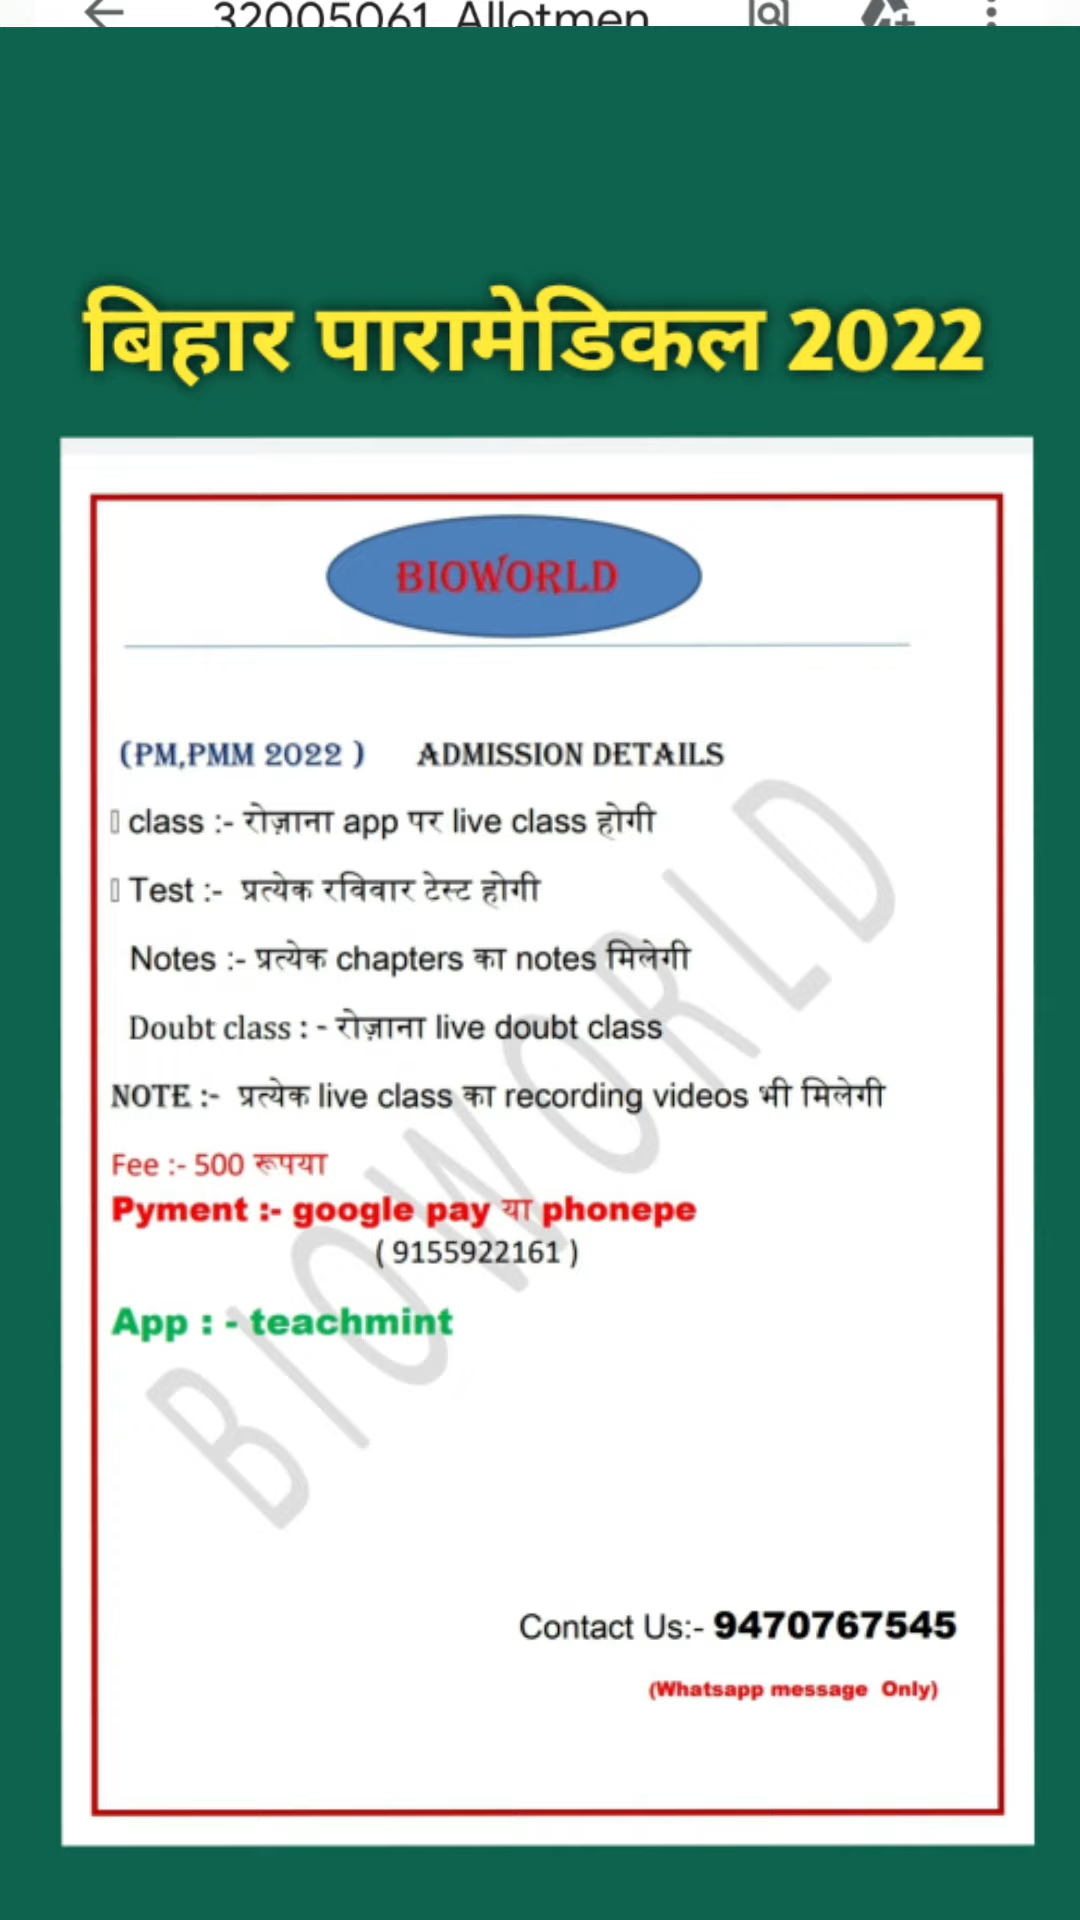 32005061_Allotmen
बिहार पारामेडिकल 2022
BIOWORLD
(PM,PMM 2022 ) ADMISSION DETAILS
class :- रोज़ाना app पर live class होगी
Test :- प्रत्येक रविवार टेस्ट होगी
Notes :- प्रत्येक chapters का notes मिलेगी
Doubt class : - रोज़ाना live doubt class
NOTE :- प्रत्येक live class का recording videos भी मिलेगी
Fee :- 500 रूपया
Pyment :- google pay या phonepe
( 9155922161 )
App : - teachmint
BIOWORLD
Contact Us:- 9470767545
(Whatsapp message Only)